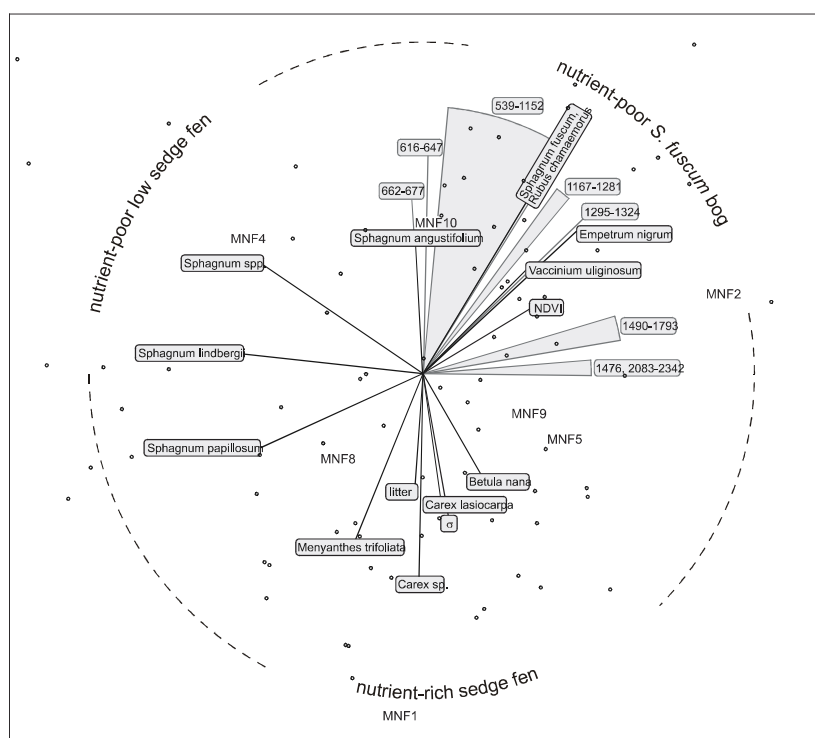 nutrient-poor S. fuscum bog
539-1152
nutrient-poor low sedge fen
616-647
Sphagnum fuscum,
Rubus chamaemorus
662-677
1167-1281
1295-1324
MNF10
Sphagnum angustifolium
MNF4
Empetrum nigrum
Sphagnum spp.
Vaccinium uliginosum
MNF2
NDVI
1490-1793
Sphagnum lindbergii
1476, 2083-2342
MNF9
MNF5
Sphagnum papillosum
MNF8
Betula nana
litter
Carex lasiocarpa
σ
Menyanthes trifoliata
Carex sp.
nutrient-rich sedge fen
MNF1